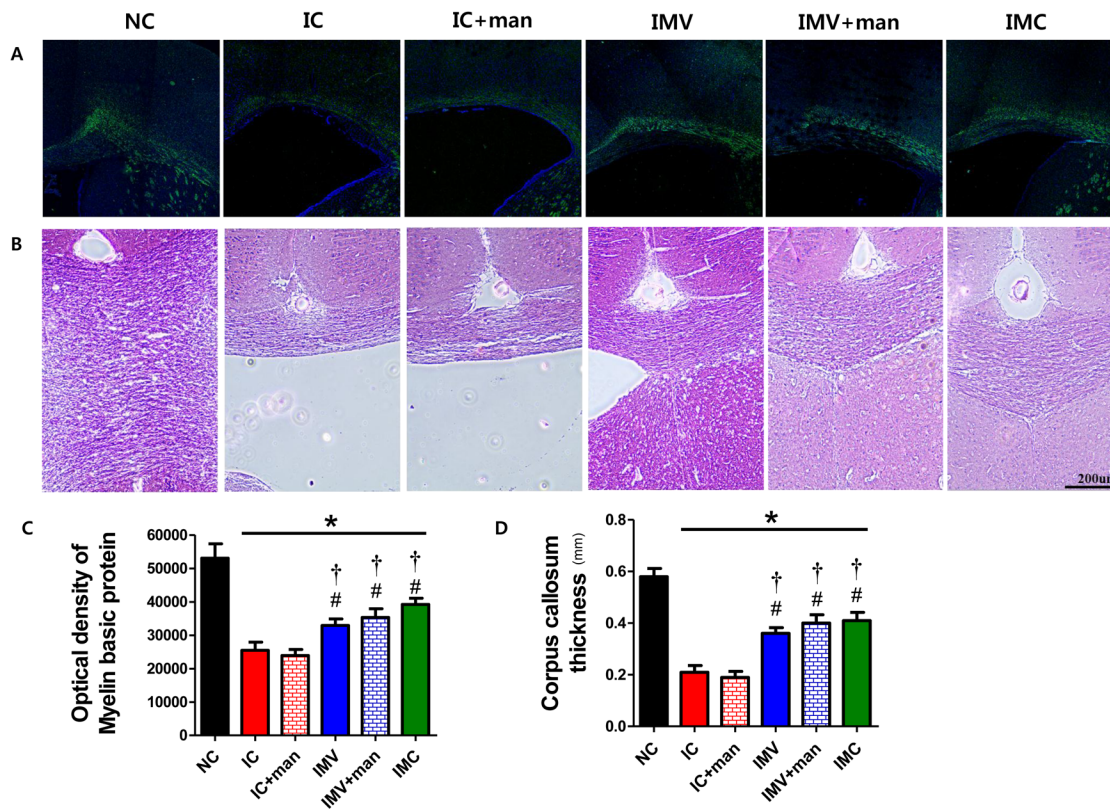 NC IC IC+man IMV IMV+man IMC
A
B
200um
C
Optical density of
Myelin basic protein
60000
50000
40000
30000
20000
10000
0
*
† † †
# # #
NC IC IC+man IMV IMV+man IMC
D
Corpus callosum
thickness (mm)
0.8
0.6
0.4
0.2
0.0
*
† † †
# # #
NC IC IC+man IMV IMV+man IMC